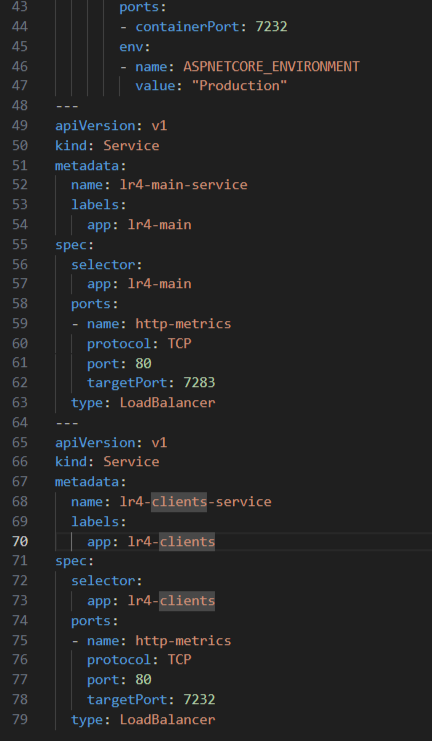 43 ports:
44 - containerPort: 7232
45 env:
46 - name: ASPNETCORE_ENVIRONMENT
47 value: "Production"
48 ---
49 apiVersion: v1
50 kind: Service
51 metadata:
52 name: lr4-main-service
53 labels:
54 app: lr4-main
55 spec:
56 selector:
57 app: lr4-main
58 ports:
59 - name: http-metrics
60 protocol: TCP
61 port: 80
62 targetPort: 7283
63 type: LoadBalancer
64 ---
65 apiVersion: v1
66 kind: Service
67 metadata:
68 name: lr4-clients-service
69 labels:
70 app: lr4-clients
71 spec:
72 selector:
73 app: lr4-clients
74 ports:
75 - name: http-metrics
76 protocol: TCP
77 port: 80
78 targetPort: 7232
79 type: LoadBalancer